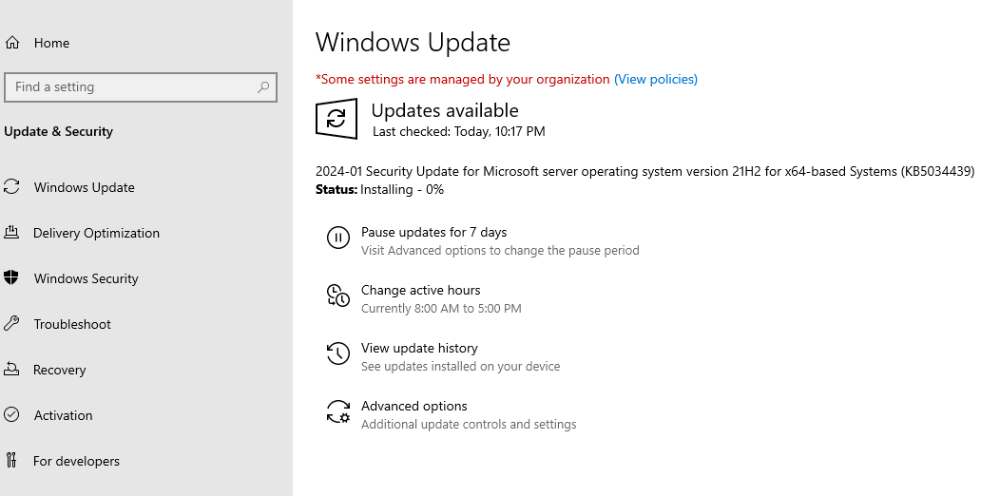 Home
Find a setting
Update & Security
Windows Update
Delivery Optimization
Windows Security
Troubleshoot
Recovery
Activation
For developers
Windows Update
*Some settings are managed by your organization (View policies)
Updates available
Last checked: Today, 10:17 PM
2024-01 Security Update for Microsoft server operating system version 21H2 for x64-based Systems (KB5034439)
Status: Installing - 0%
Pause updates for 7 days
Visit Advanced options to change the pause period
Change active hours
Currently 8:00 AM to 5:00 PM
View update history
See updates installed on your device
Advanced options
Additional update controls and settings